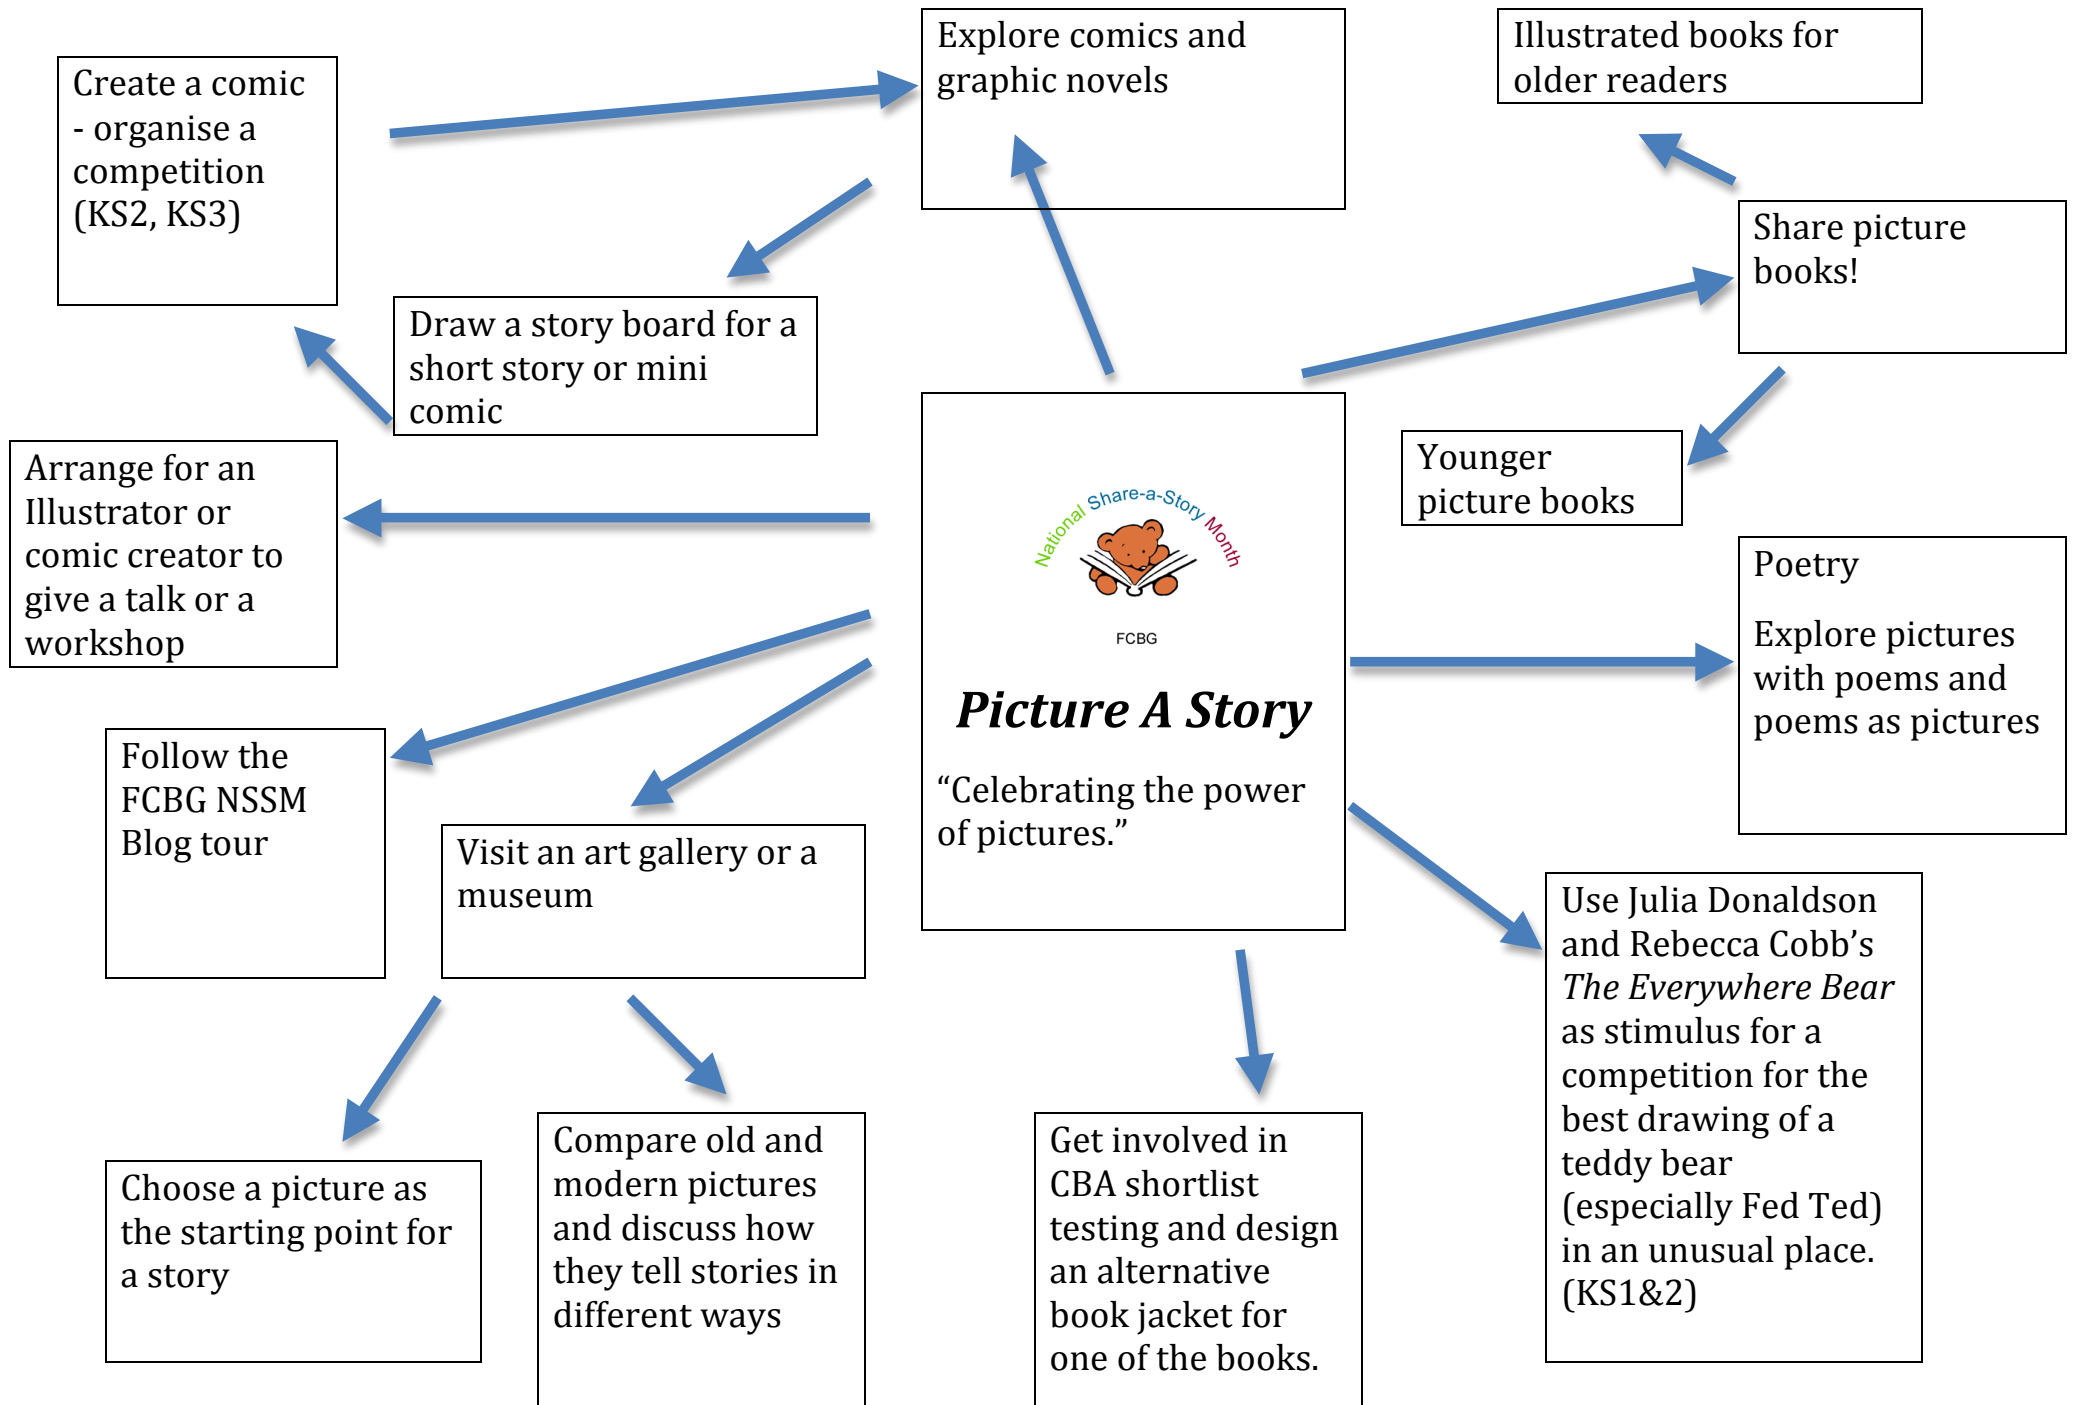 Explore comics and
graphic novels
Illustrated books for
older readers
Create a comic
- organise a
competition
(KS2, KS3)
Share picture
books!
Draw a story board for a
short story or mini
comic
Younger
picture books
Arrange for an
Illustrator or
comic creator to
give a talk or a
workshop
National Share-a-Story Month
FCBG
Picture A Story
“Celebrating the power
of pictures.”
Poetry
Explore pictures
with poems and
poems as pictures
Follow the
FCBG NSSM
Blog tour
Visit an art gallery or a
museum
Use Julia Donaldson
and Rebecca Cobb’s
The Everywhere Bear
as stimulus for a
competition for the
best drawing of a
teddy bear
(especially Fed Ted)
in an unusual place.
(KS1&2)
Choose a picture as
the starting point for
a story
Compare old and
modern pictures
and discuss how
they tell stories in
different ways
Get involved in
CBA shortlist
testing and design
an alternative
book jacket for
one of the books.